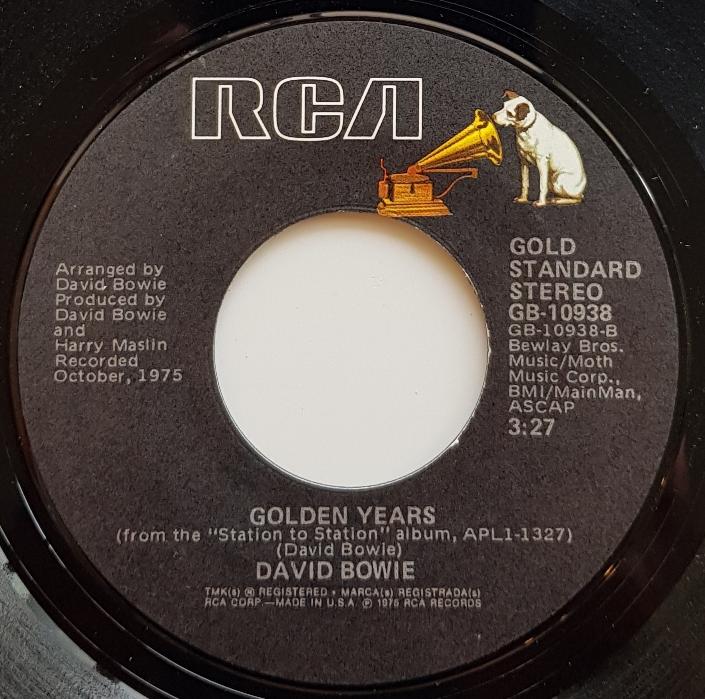 RCA
GOLD
STANDARD
STEREO
GB-10938
GB-10938-B
Bewlay Bros.
Music/Moth
Music Corp.,
BMI/MainMan,
ASCAP
3:27
Arranged by
David Bowie
Produced by
David Bowie
and
Harry Maslin
Recorded
October, 1975
GOLDEN YEARS
(from the "Station to Station" album, APL1-1327)
(David Bowie)
DAVID BOWIE
TMK(s) ® REGISTERED • MARCA(s) REGISTRADA(s)
RCA CORP.—MADE IN U.S.A. ℗ 1975 RCA RECORDS